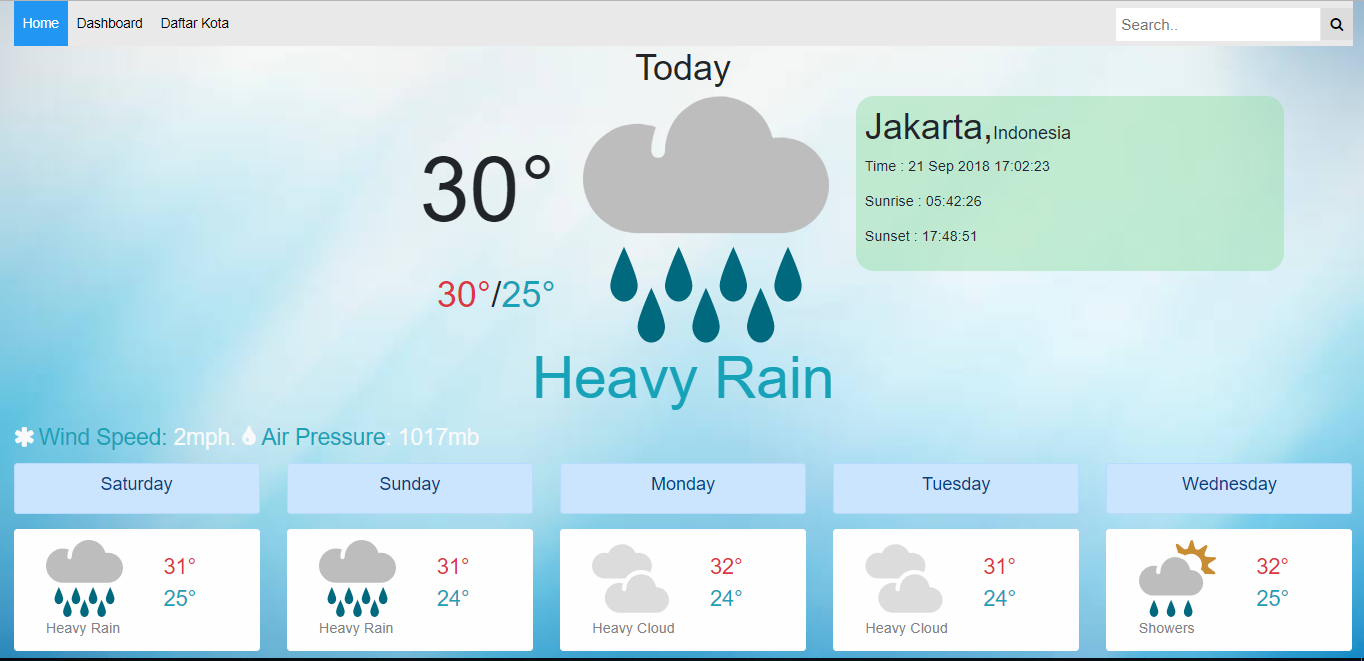 Home Dashboard Daftar Kota Search..
Today
Jakarta,Indonesia
Time : 21 Sep 2018 17:02:23
Sunrise : 05:42:26
Sunset : 17:48:51
30°
30°/25°
Heavy Rain
Wind Speed: 2mph. Air Pressure: 1017mb
Saturday Sunday Monday Tuesday Wednesday
31° 31° 32° 31° 32°
25° 24° 24° 24° 25°
Heavy Rain Heavy Rain Heavy Cloud Heavy Cloud Showers